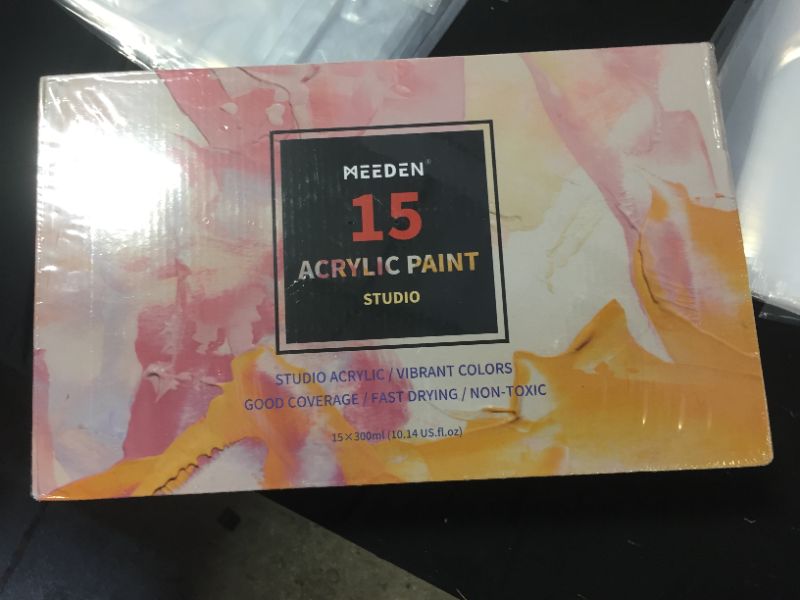 MEEDEN®
15
ACRYLIC PAINT
STUDIO
STUDIO ACRYLIC / VIBRANT COLORS
GOOD COVERAGE / FAST DRYING / NON-TOXIC
15×300ml (10.14 US.fl.oz)